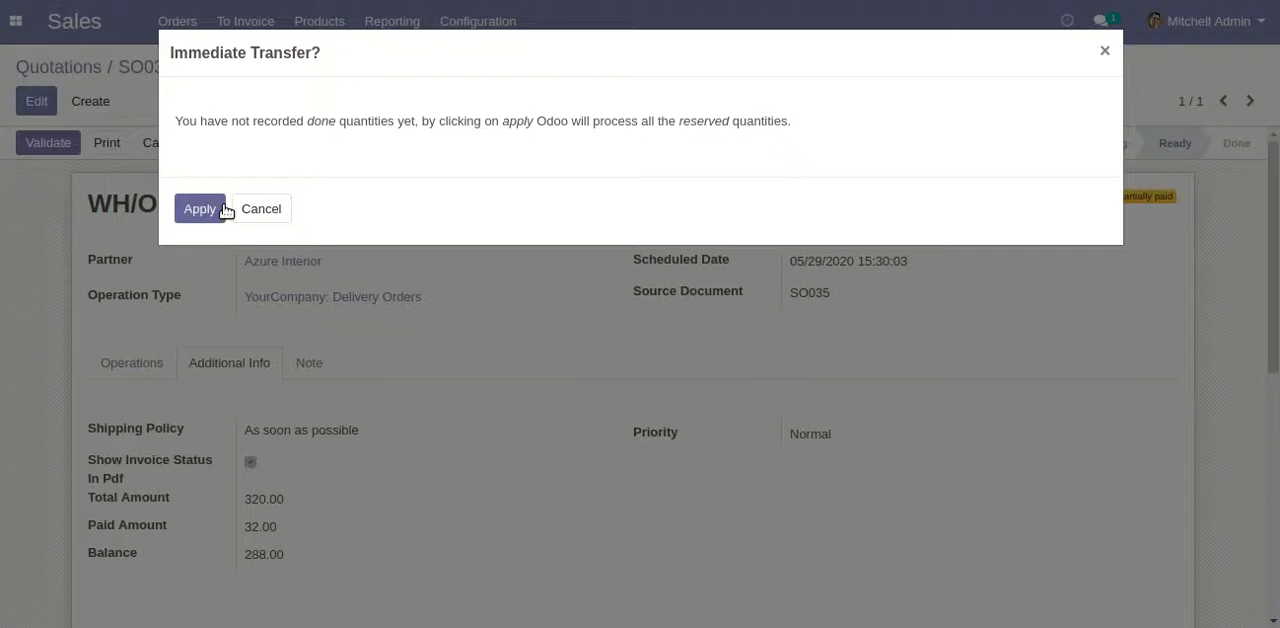 Sales Orders To Invoice Products Reporting Configuration 1 Mitchell Admin
Immediate Transfer? ×
Quotations / SO03
Edit Create 1 / 1
You have not recorded done quantities yet, by clicking on apply Odoo will process all the reserved quantities.
Validate Print Ca Ready Done
Apply Cancel
WH/O artially paid
Partner Azure Interior Scheduled Date 05/29/2020 15:30:03
Operation Type YourCompany: Delivery Orders Source Document SO035
Operations Additional Info Note
Shipping Policy As soon as possible Priority Normal
Show Invoice Status
In Pdf
Total Amount 320.00
Paid Amount 32.00
Balance 288.00